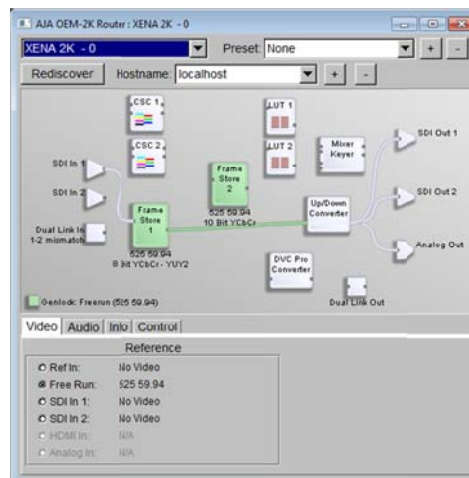 AJA OEM-2K Router : XENA 2K - 0
XENA 2K - 0
Preset: None
+
-
Rediscover
Hostname: localhost
+
-
CSC 1
LUT 1
SDI Out 1
CSC 2
LUT 2
Mixer
Keyer
SDI In 1
Frame
Store
2
SDI In 2
SDI Out 2
Frame
Store
1
525 59.94
10 Bit YCbCr
Up/Down
Converter
Dual Link In
1-2 mismatch
525 59.94
8 Bit YCbCr - YUY2
Analog Out
DVC Pro
Converter
Genlock: Freerun (525 59.94)
Dual Link Out
Video Audio Info Control
Reference
Ref In: No Video
Free Run: 525 59.94
SDI In 1: No Video
SDI In 2: No Video
HDMI In: N/A
Analog In: N/A